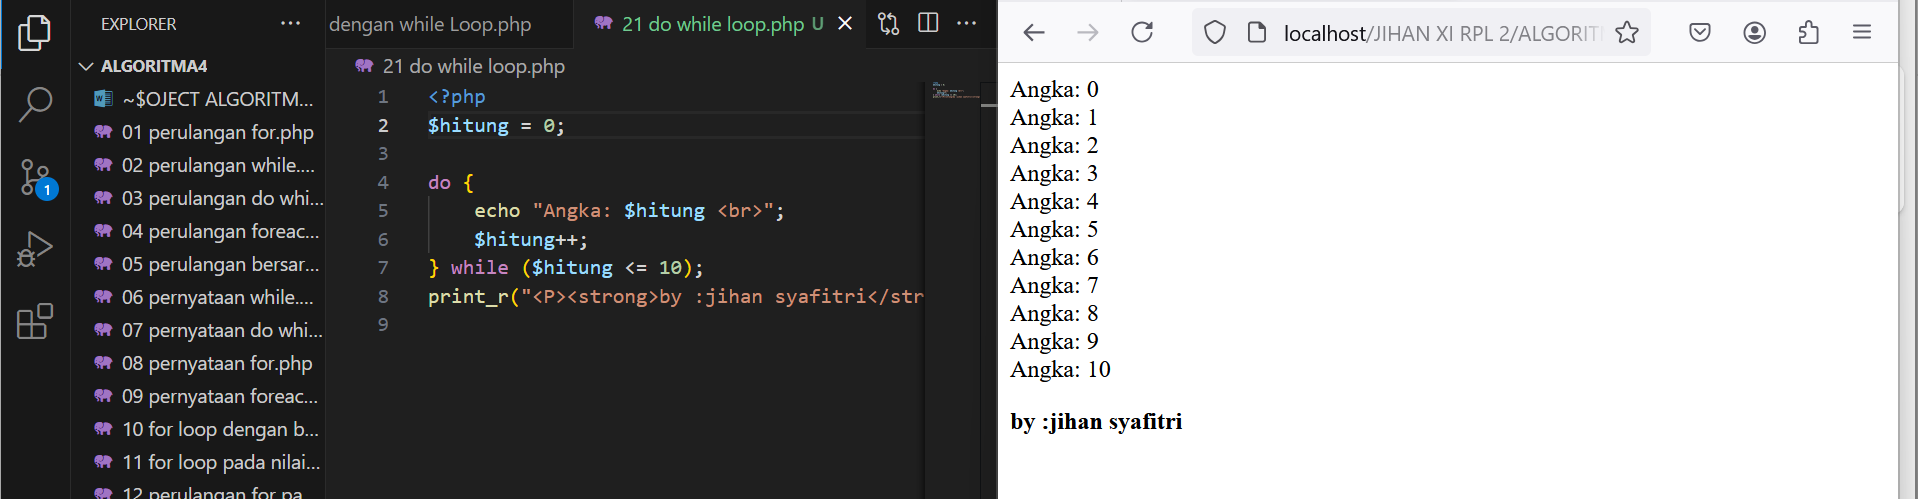 EXPLORER
ALGORITMA4
~$OJECT ALGORITM...
01 perulangan for.php
02 perulangan while....
03 perulangan do whi...
04 perulangan foreac...
05 perulangan bersar...
06 pernyataan while....
07 pernyataan do whi...
08 pernyataan for.php
09 pernyataan foreac...
10 for loop dengan b...
11 for loop pada nilai...
12 perulangan for pa
1
dengan while Loop.php
21 do while loop.php U
21 do while loop.php
1 <?php
2 $hitung = 0;
3
4 do {
5 echo "Angka: $hitung <br>";
6 $hitung++;
7 } while ($hitung <= 10);
8 print_r("<P><strong>by :jihan syafitri</str
9
localhost/JIHAN XI RPL 2/ALGORIT
Angka: 0
Angka: 1
Angka: 2
Angka: 3
Angka: 4
Angka: 5
Angka: 6
Angka: 7
Angka: 8
Angka: 9
Angka: 10
by :jihan syafitri